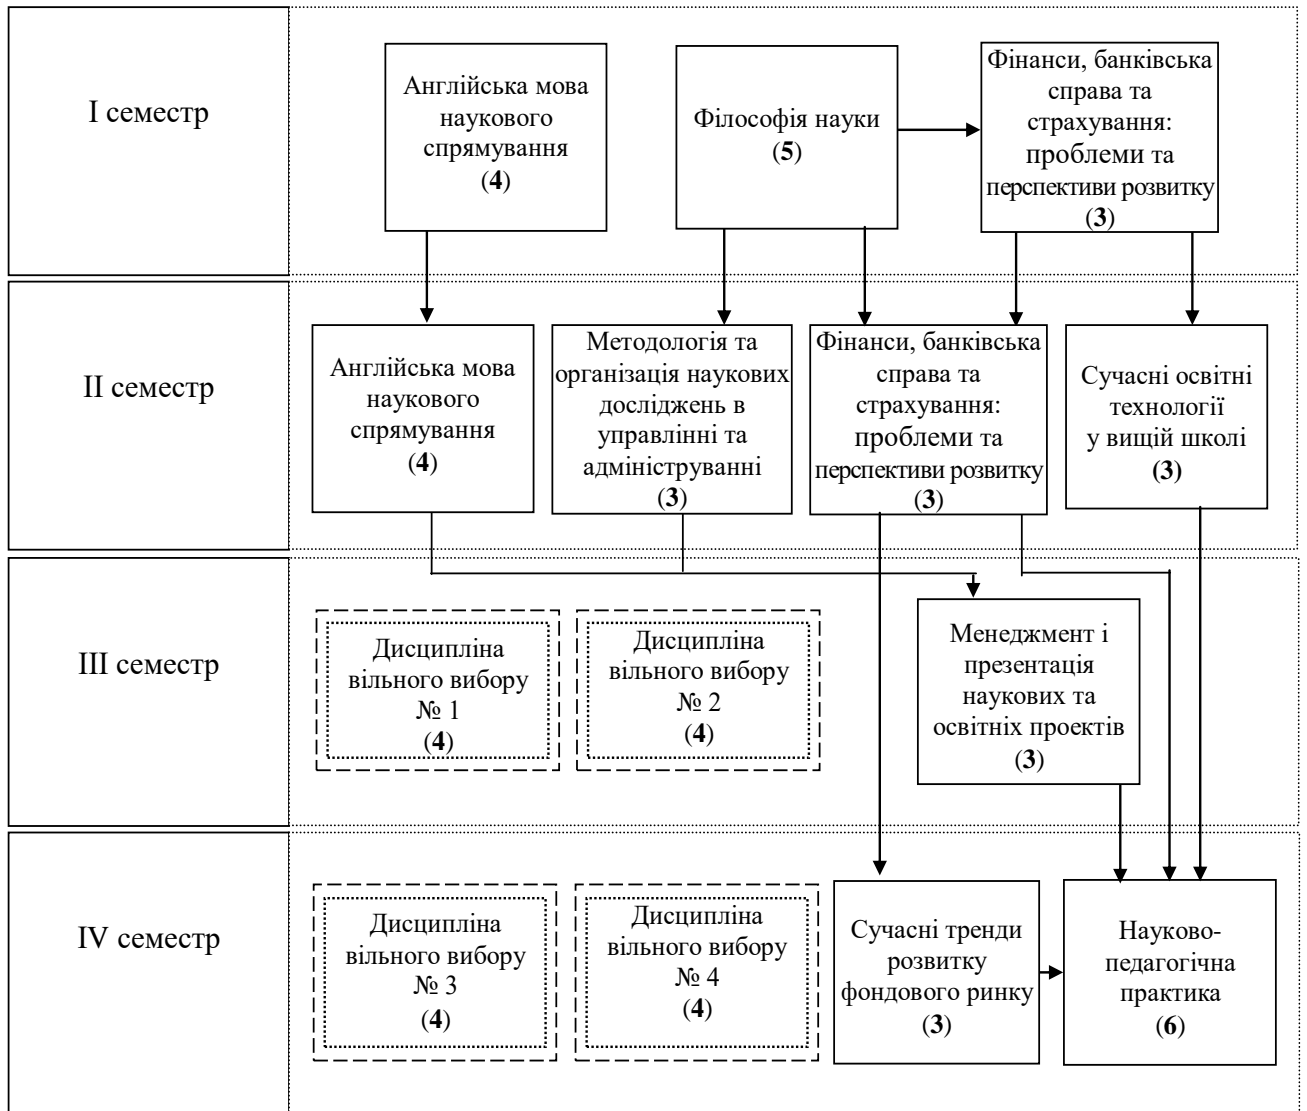 I семестр
Англійська мова
наукового
спрямування
(4)
Філософія науки
(5)
Фінанси, банківська
справа та
страхування:
проблеми та
перспективи розвитку
(3)
II семестр
Англійська мова
наукового
спрямування
(4)
Методологія та
організація наукових
досліджень в
управлінні та
адмініструванні
(3)
Фінанси, банківська
справа та
страхування:
проблеми та
перспективи розвитку
(3)
Сучасні освітні
технології
у вищій школі
(3)
III семестр
Дисципліна
вільного вибору
№ 1
(4)
Дисципліна
вільного вибору
№ 2
(4)
Менеджмент і
презентація
наукових та
освітніх проектів
(3)
IV семестр
Дисципліна
вільного вибору
№ 3
(4)
Дисципліна
вільного вибору
№ 4
(4)
Сучасні тренди
розвитку
фондового ринку
(3)
Науково-
педагогічна
практика
(6)